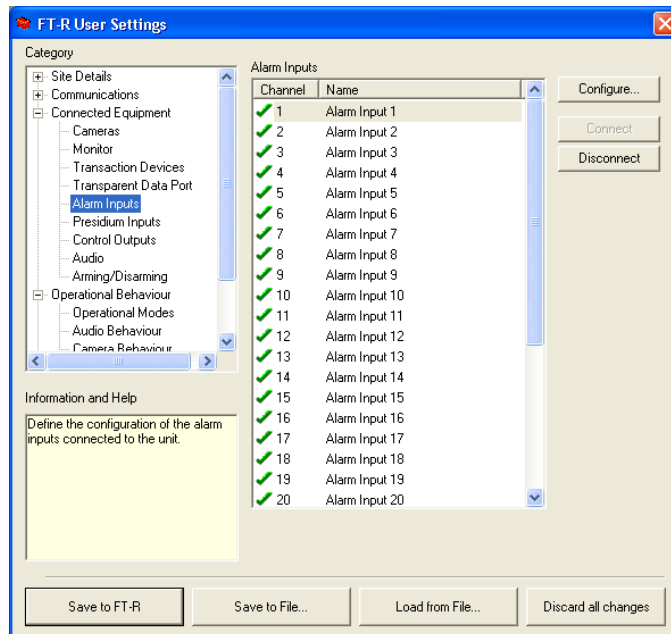 FT-R User Settings
Category
Site Details
Communications
Connected Equipment
Cameras
Monitor
Transaction Devices
Transparent Data Port
Alarm Inputs
Presidium Inputs
Control Outputs
Audio
Arming/Disarming
Operational Behaviour
Operational Modes
Audio Behaviour
Camera Behaviour
Information and Help
Define the configuration of the alarm
inputs connected to the unit.
Alarm Inputs
Channel Name
1 Alarm Input 1
2 Alarm Input 2
3 Alarm Input 3
4 Alarm Input 4
5 Alarm Input 5
6 Alarm Input 6
7 Alarm Input 7
8 Alarm Input 8
9 Alarm Input 9
10 Alarm Input 10
11 Alarm Input 11
12 Alarm Input 12
13 Alarm Input 13
14 Alarm Input 14
15 Alarm Input 15
16 Alarm Input 16
17 Alarm Input 17
18 Alarm Input 18
19 Alarm Input 19
20 Alarm Input 20
Configure...
Connect
Disconnect
Save to FT-R
Save to File...
Load from File...
Discard all changes